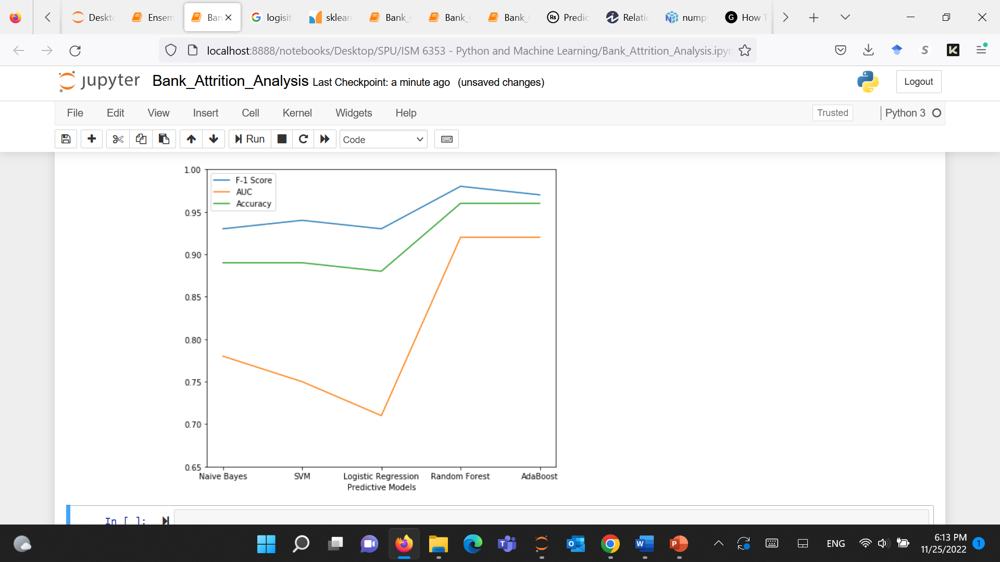 Deskto
Ensem
Ban
logisit
sklearn
Bank_
Bank_
Bank_
Predic
Relatio
numpy
How T
localhost:8888/notebooks/Desktop/SPU/ISM 6353 - Python and Machine Learning/Bank_Attrition_Analysis.ipyn
jupyter Bank_Attrition_Analysis Last Checkpoint: a minute ago (unsaved changes)
Logout
File Edit View Insert Cell Kernel Widgets Help
Trusted
Python 3
Run
Code
1.00
0.95
0.90
0.85
0.80
0.75
0.70
0.65
F-1 Score
AUC
Accuracy
Naive Bayes SVM Logistic Regression Random Forest AdaBoost
Predictive Models
In [ ]:
ENG
6:13 PM
11/25/2022
1